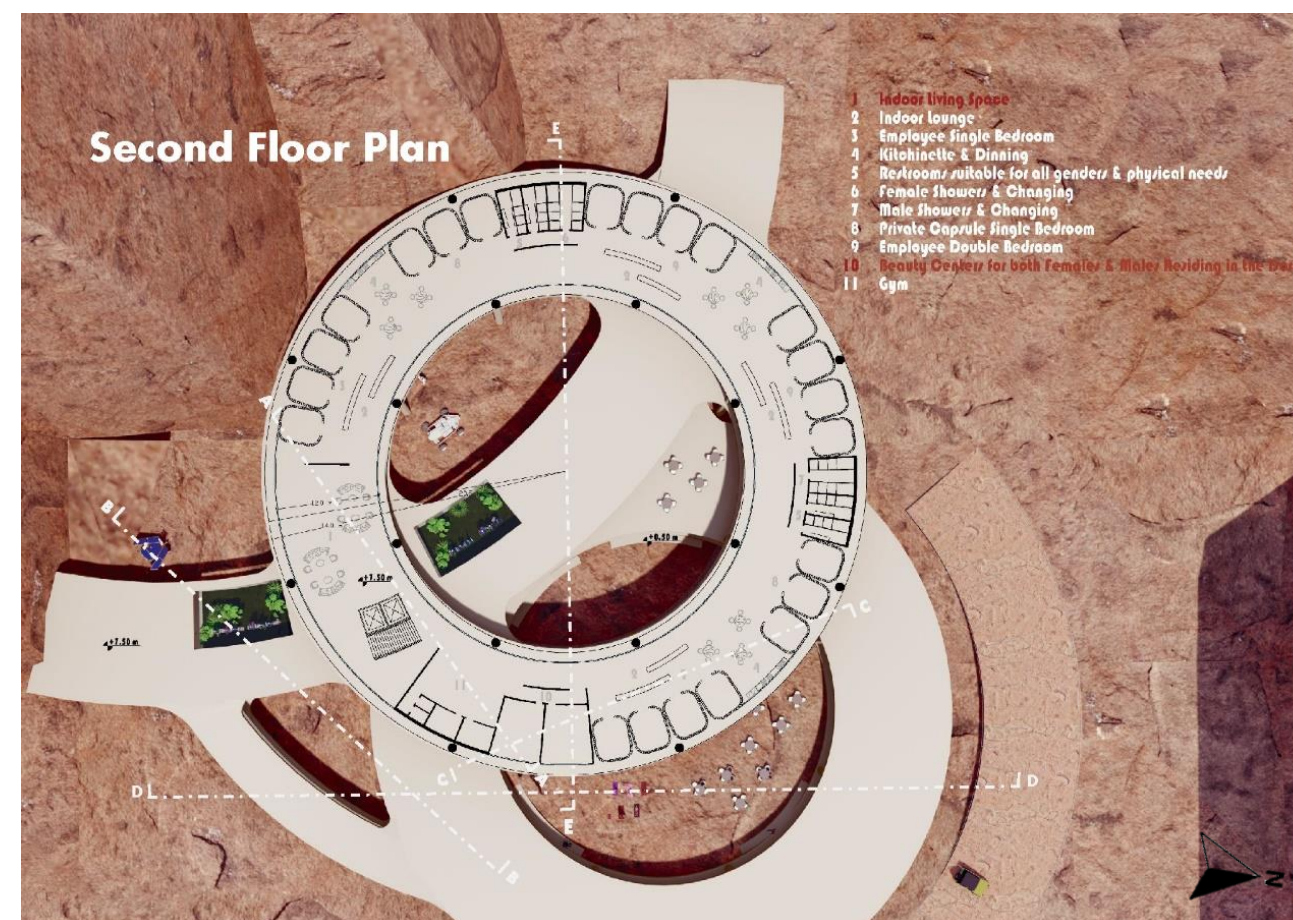 Second Floor Plan
1 Indoor Living Space
2 Indoor Lounge
3 Employee Single Bedroom
4 Kitchinette & Dinning
5 Restrooms suitable for all genders & physical needs
6 Female Showers & Changing
7 Male Showers & Changing
8 Private Capsule Single Bedroom
9 Employee Double Bedroom
10 Beauty Centers for both Females & Males Residing in the
11 Gym
E
A
B
+0.50 m
+7.50 m
+7.50 m
C
11
10
C
A
D
D
E
B
N